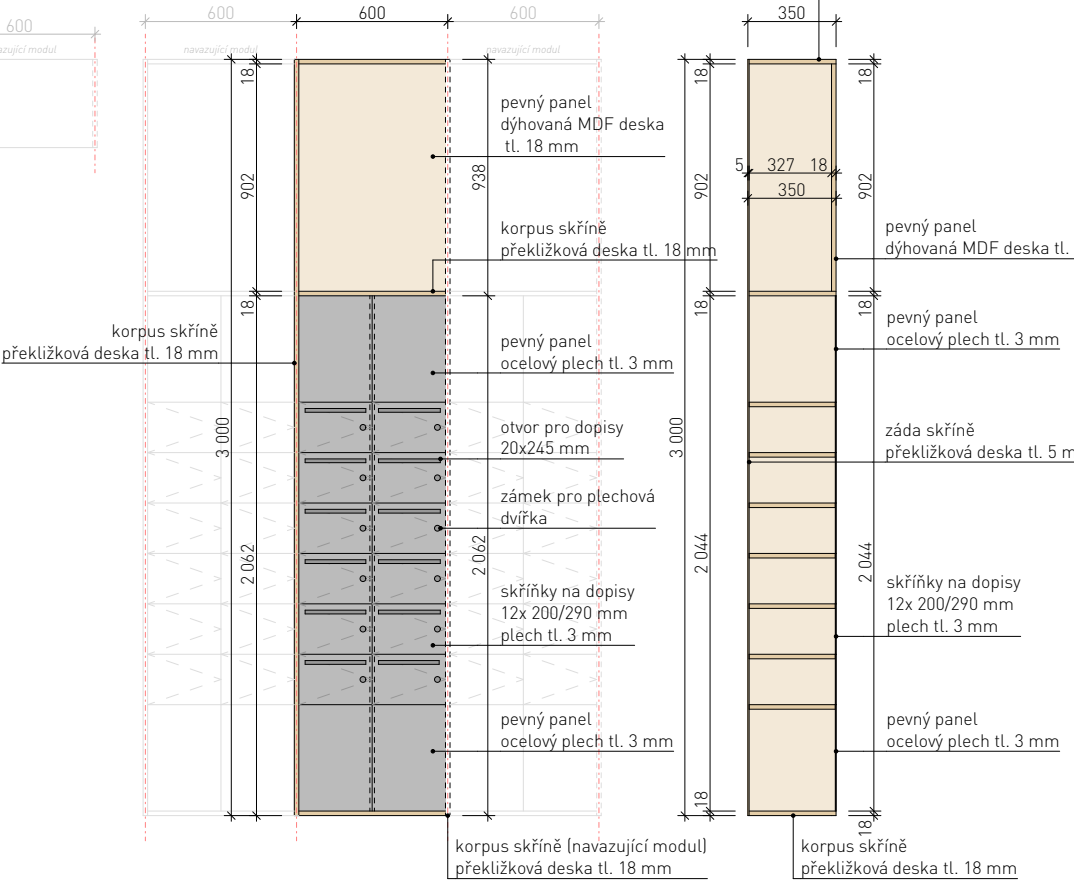 600
600
600
600
350
navazující modul
navazující modul
navazující modul
18
902
18
3 000
2 062
938
2 062
pevný panel
dýhovaná MDF deska
tl. 18 mm
korpus skříně
překližková deska tl. 18 mm
korpus skříně
překližková deska tl. 18 mm
pevný panel
ocelový plech tl. 3 mm
otvor pro dopisy
20x245 mm
zámek pro plechová
dvířka
skříňky na dopisy
12x 200/290 mm
plech tl. 3 mm
pevný panel
ocelový plech tl. 3 mm
korpus skříně (navazující modul)
překližková deska tl. 18 mm
3 000
18
902
18
2 044
18
5 327 18
350
18
902
18
2 044
18
pevný panel
dýhovaná MDF deska tl.
pevný panel
ocelový plech tl. 3 mm
záda skříně
překližková deska tl. 5 m
skříňky na dopisy
12x 200/290 mm
plech tl. 3 mm
pevný panel
ocelový plech tl. 3 mm
korpus skříně
překližková deska tl. 18 mm